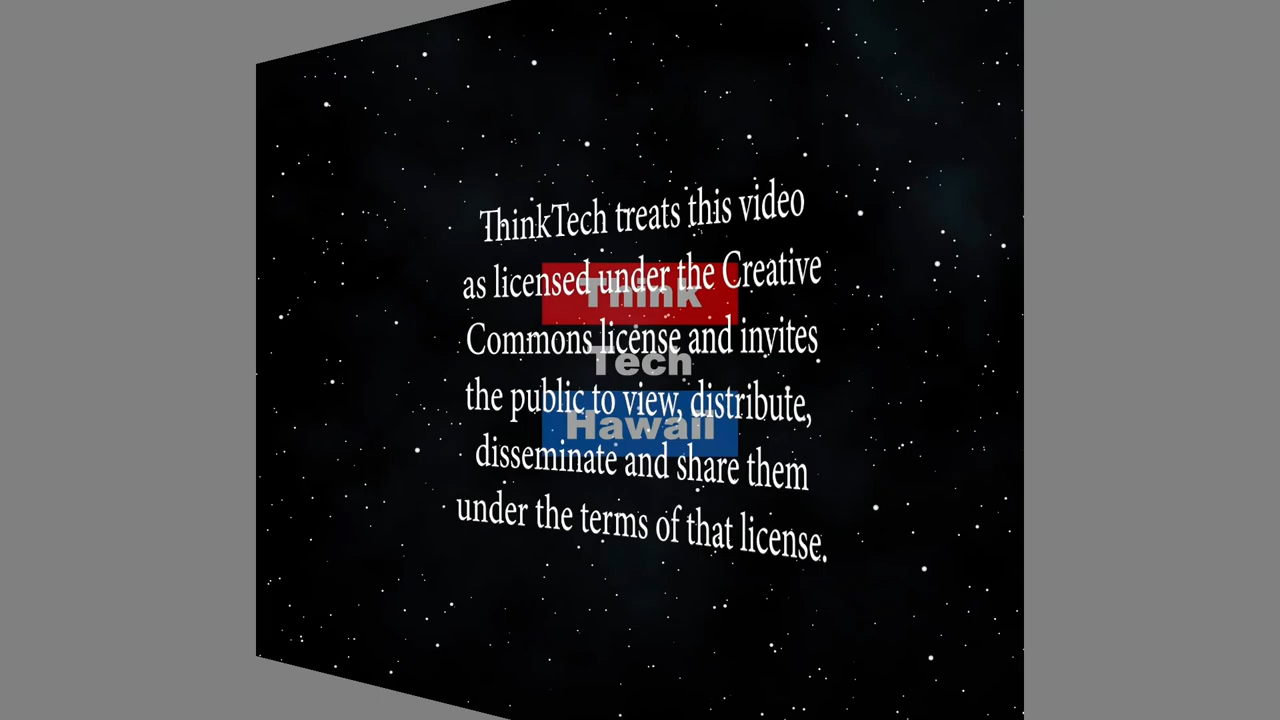 ThinkTech treats this video
as licensed under the Creative
Commons license and invites
the public to view, distribute,
disseminate and share them
under the terms of that license.
Think
Tech
Hawaii